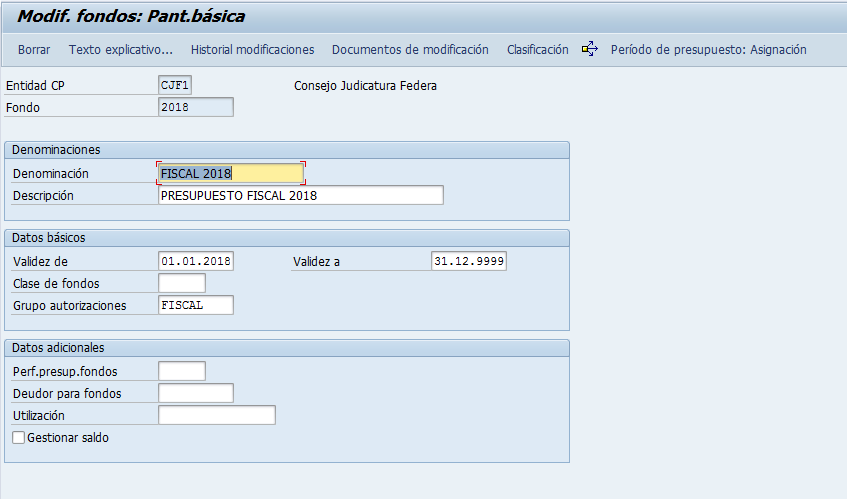 Modif. fondos: Pant.básica
Borrar Texto explicativo... Historial modificaciones Documentos de modificación Clasificación Período de presupuesto: Asignación
Entidad CP CJF1 Consejo Judicatura Federa
Fondo 2018
Denominaciones
Denominación FISCAL 2018
Descripción PRESUPUESTO FISCAL 2018
Datos básicos
Validez de 01.01.2018 Validez a 31.12.9999
Clase de fondos
Grupo autorizaciones FISCAL
Datos adicionales
Perf.presup.fondos
Deudor para fondos
Utilización
Gestionar saldo